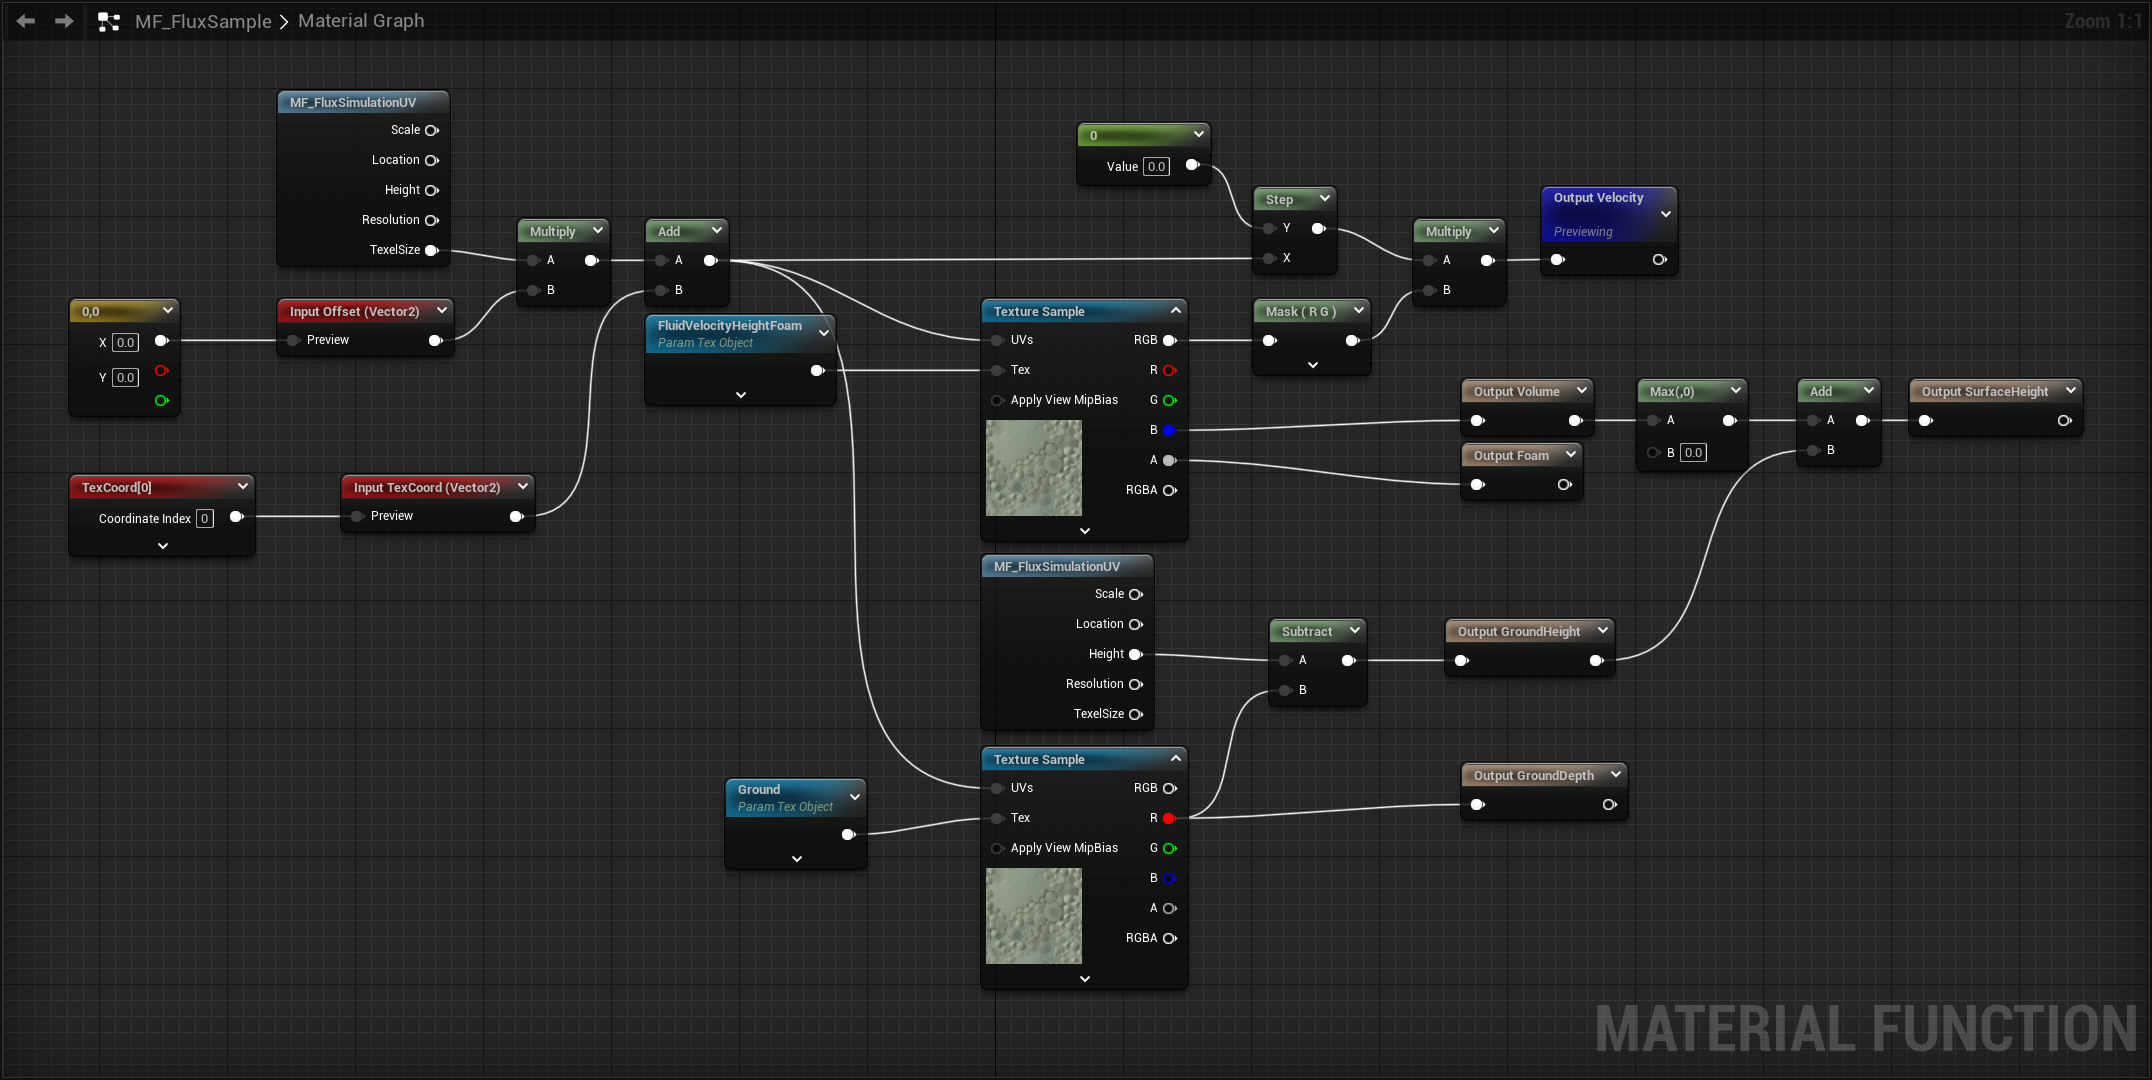 MF_FluxSample > Material Graph
Zoom 1:1
MF_FluxSimulationUV
Scale
Location
Height
Resolution
TexelSize
0,0
X 0.0
Y 0.0
Input Offset (Vector2)
Preview
TexCoord[0]
Coordinate Index 0
Input TexCoord (Vector2)
Preview
Multiply
A
B
Add
A
B
FluidVelocityHeightFoam
Param Tex Object
0
Value 0.0
Step
Y
X
Multiply
A
B
Output Velocity
Previewing
Texture Sample
UVs RGB
Tex R
Apply View MipBias G
B
A
RGBA
Mask ( R G )
Output Volume
Max(,0)
A
B 0.0
Add
A
B
Output SurfaceHeight
Output Foam
MF_FluxSimulationUV
Scale
Location
Height
Resolution
TexelSize
Subtract
A
B
Output GroundHeight
Ground
Param Tex Object
Texture Sample
UVs RGB
Tex R
Apply View MipBias G
B
A
RGBA
Output GroundDepth
MATERIAL FUNCTION